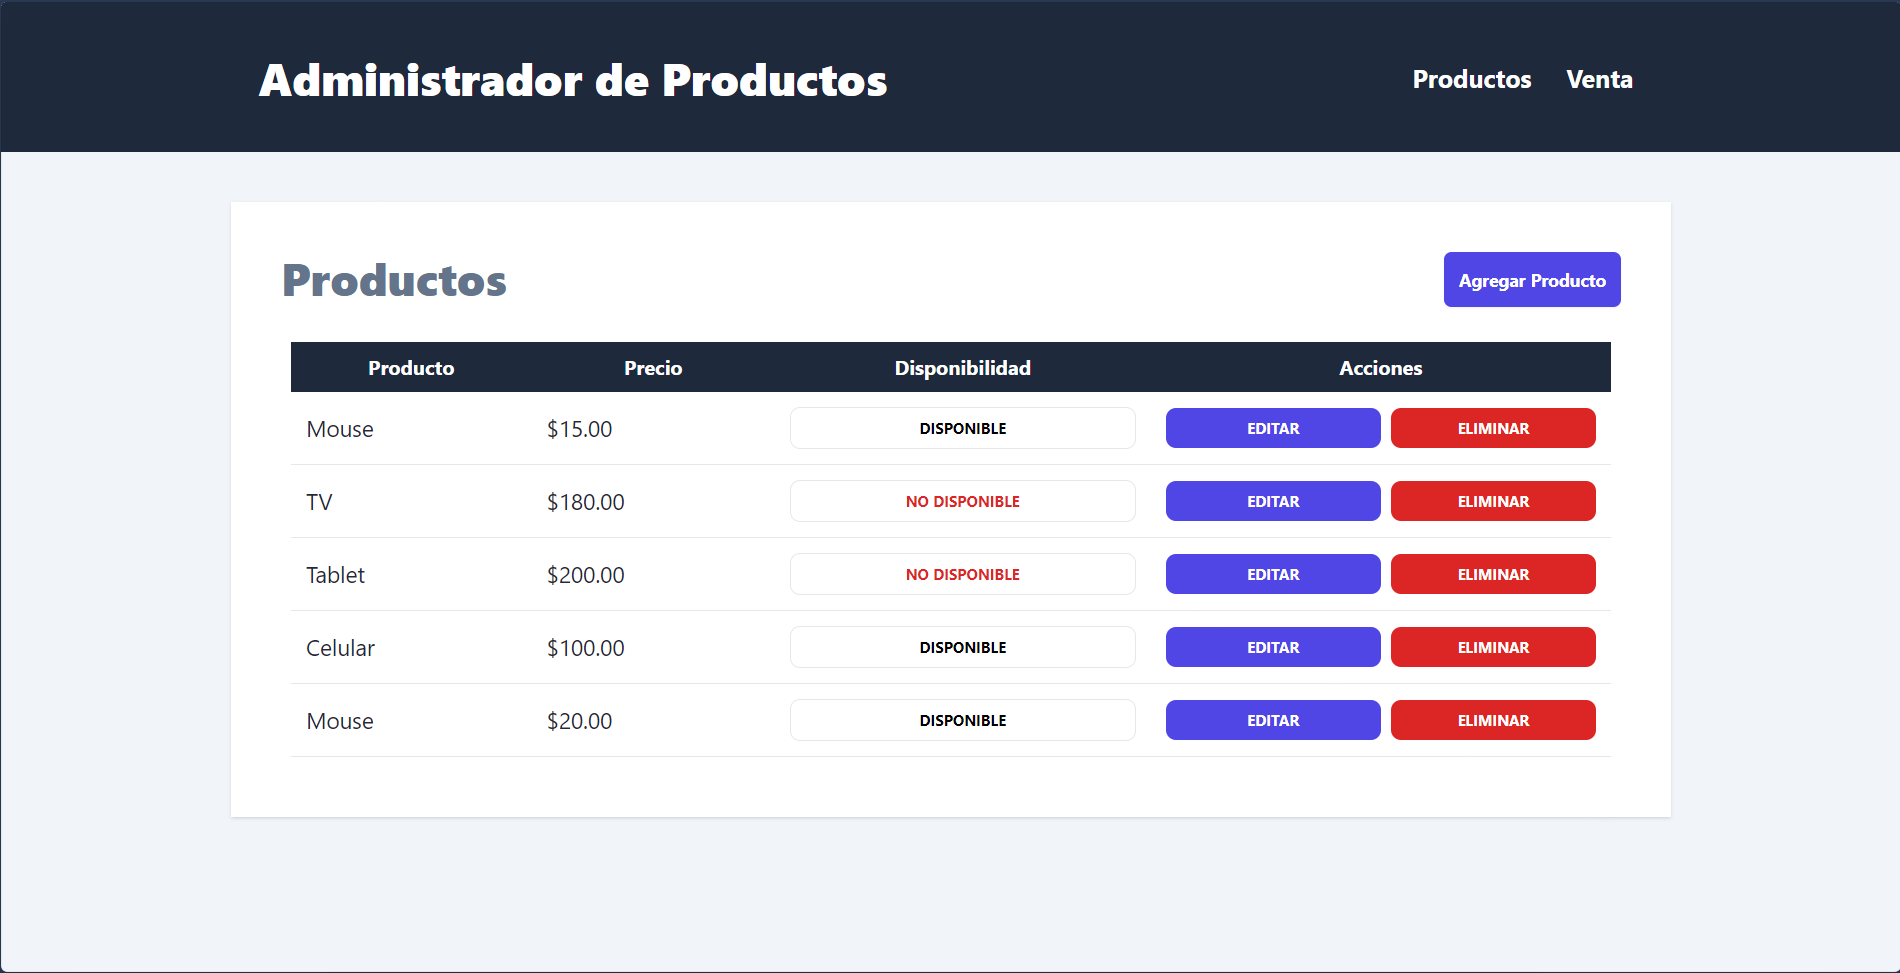 Administrador de Productos Productos Venta
Productos Agregar Producto
Producto Precio Disponibilidad Acciones
Mouse $15.00 DISPONIBLE EDITAR ELIMINAR
TV $180.00 NO DISPONIBLE EDITAR ELIMINAR
Tablet $200.00 NO DISPONIBLE EDITAR ELIMINAR
Celular $100.00 DISPONIBLE EDITAR ELIMINAR
Mouse $20.00 DISPONIBLE EDITAR ELIMINAR